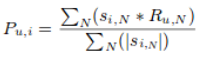 P_{u,i} = \frac{\sum_N (s_{i,N} * R_{u,N})}{\sum_N (|s_{i,N}|)}